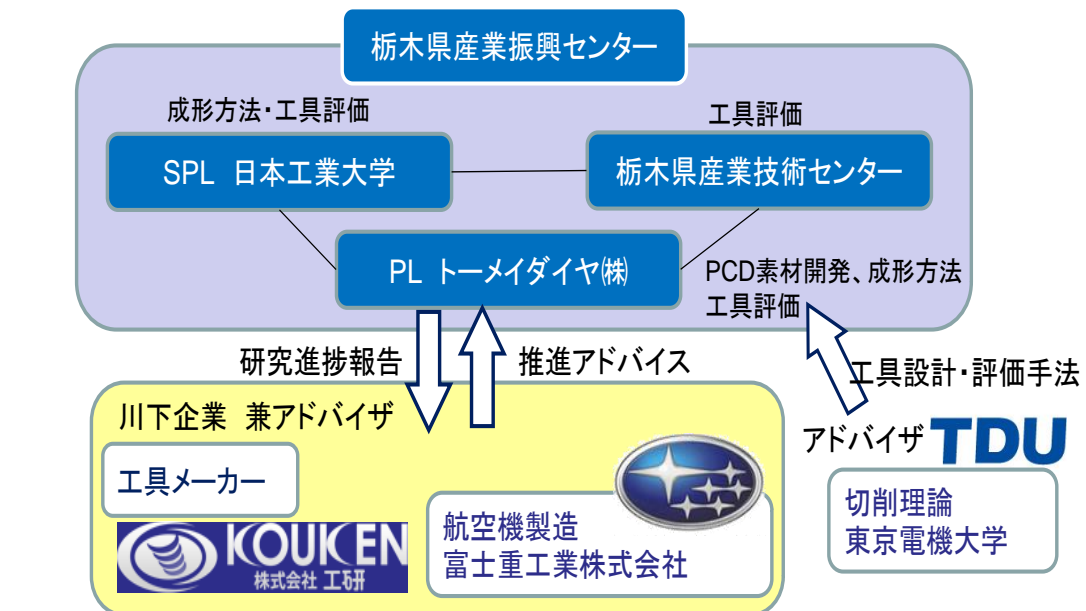 栃木県産業振興センター
成形方法・工具評価
工具評価
SPL 日本工業大学
栃木県産業技術センター
PL トーメイダイヤ㈱
PCD素材開発、成形方法
工具評価
研究進捗報告
推進アドバイス
工具設計・評価手法
川下企業 兼アドバイザ
アドバイザ TDU
工具メーカー
切削理論
東京電機大学
KOUKEN
株式会社 工研
航空機製造
富士重工業株式会社